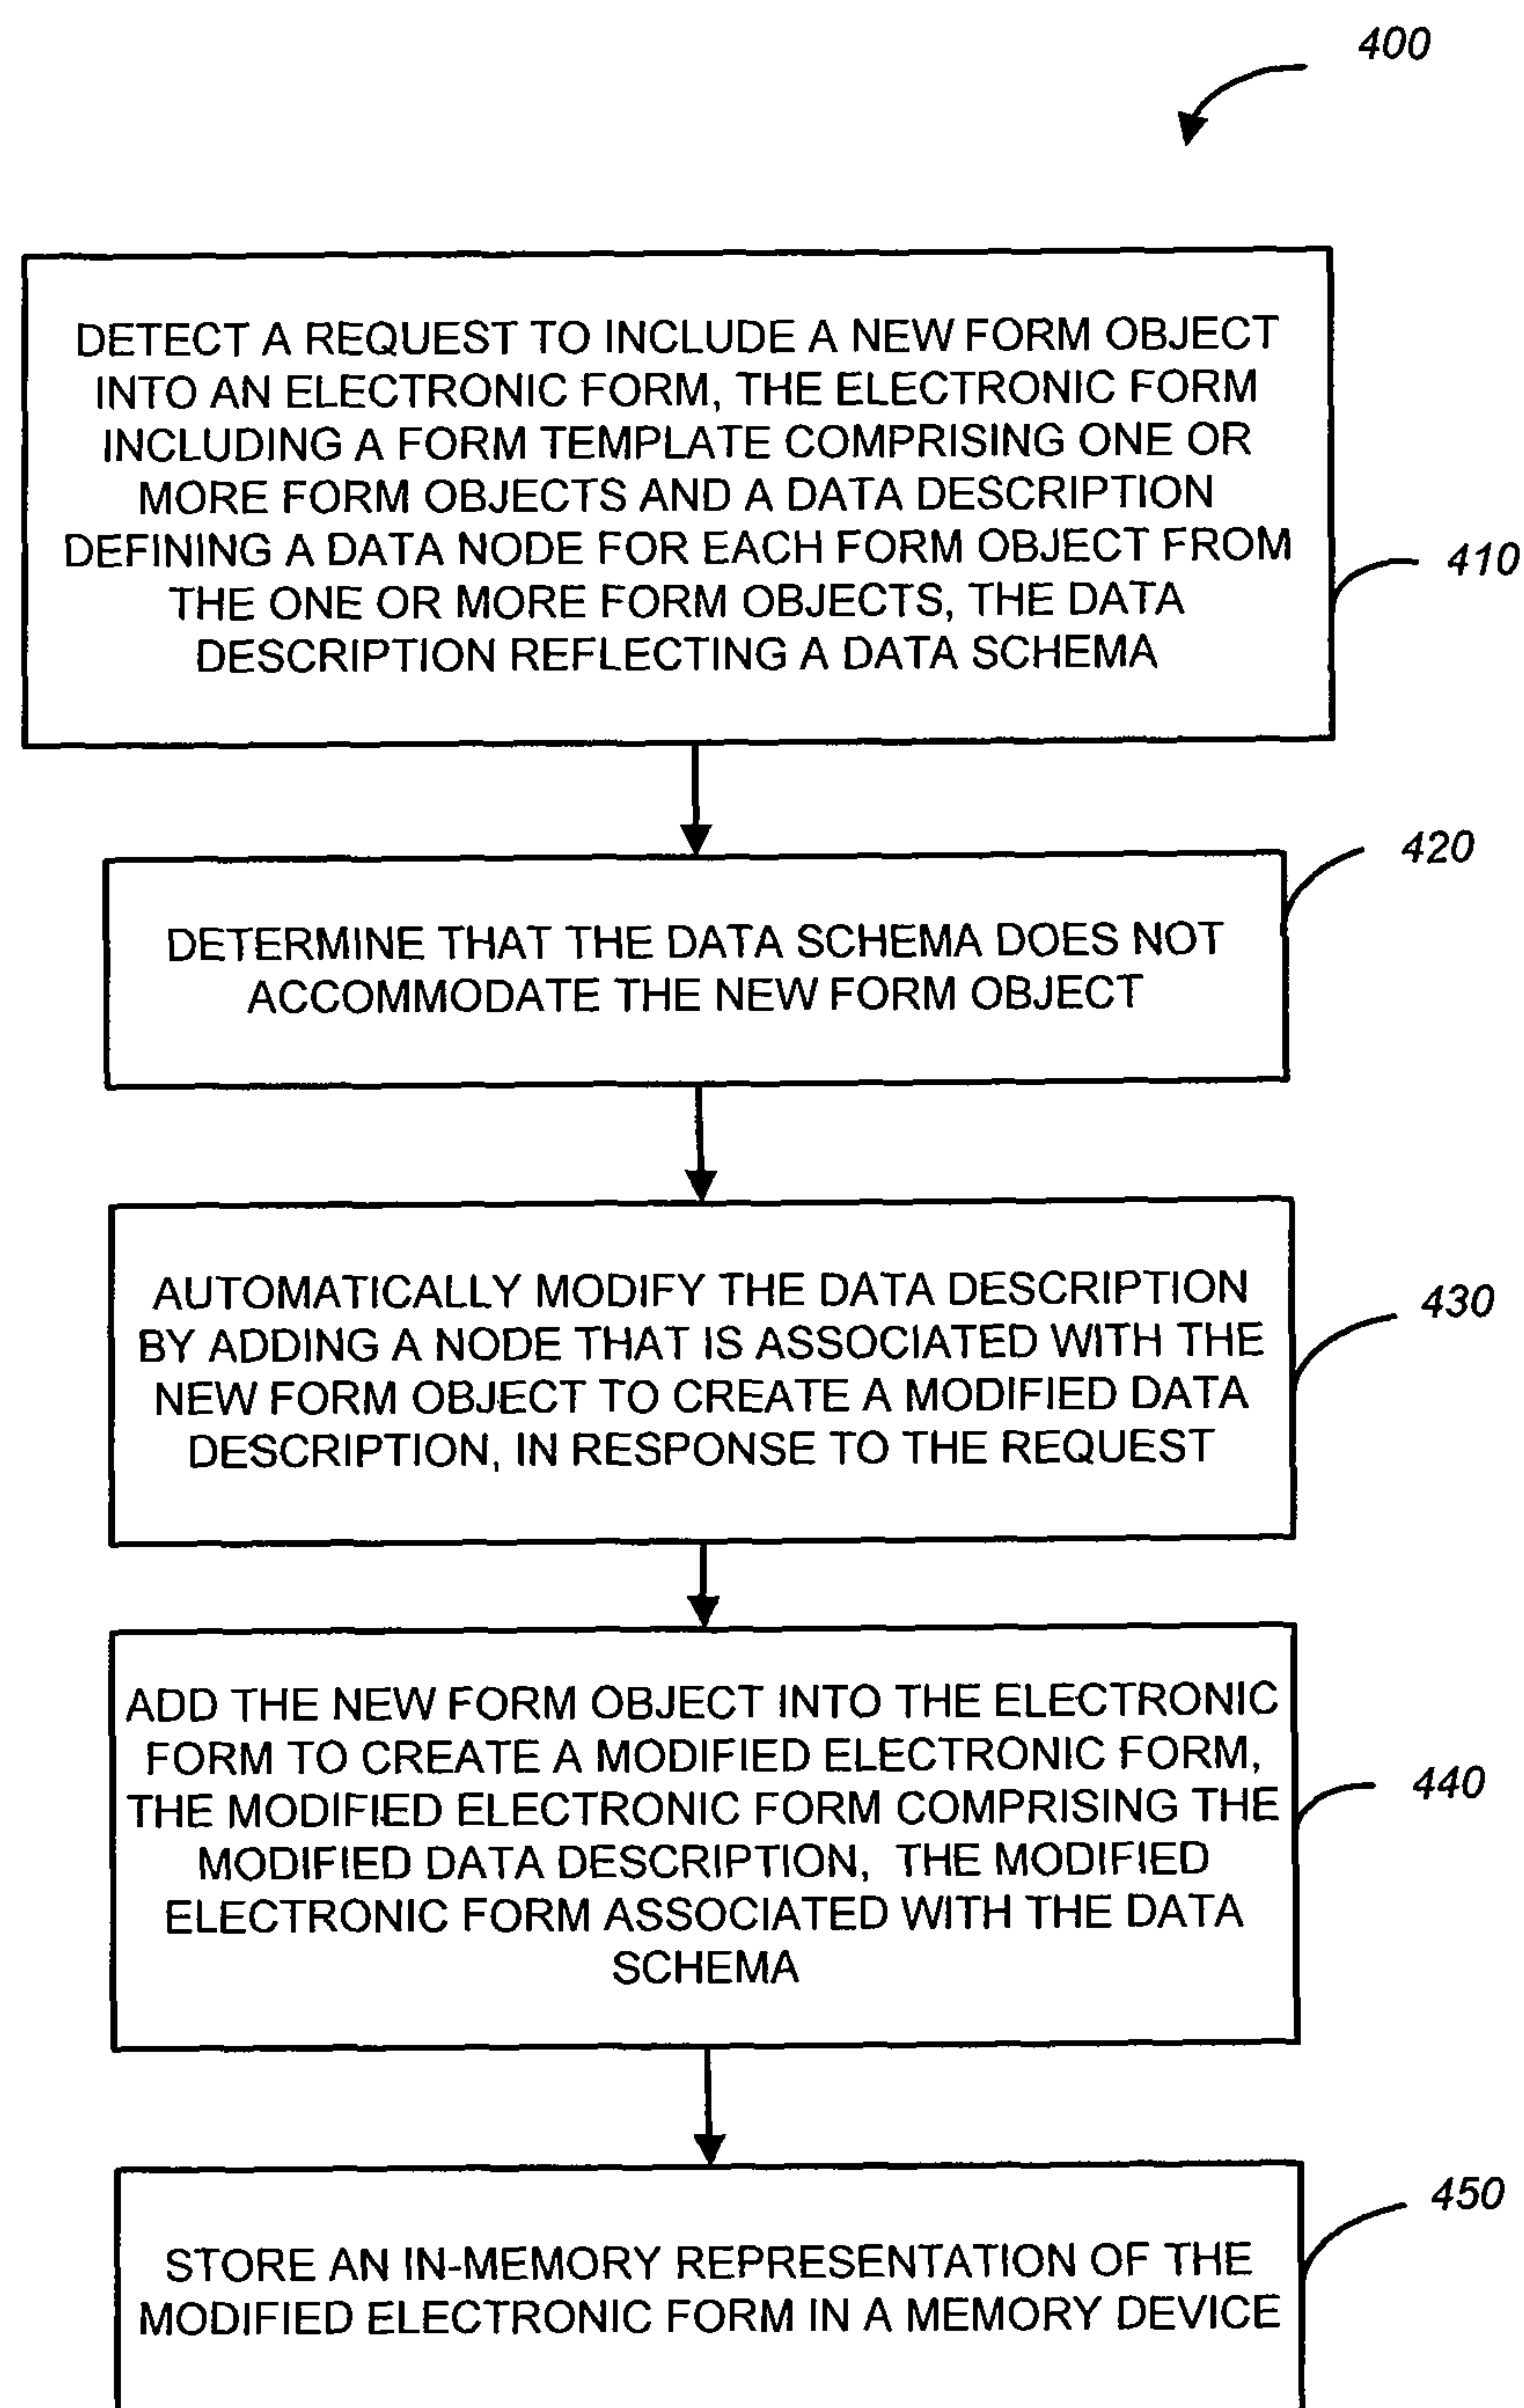 400
DETECT A REQUEST TO INCLUDE A NEW FORM OBJECT
INTO AN ELECTRONIC FORM, THE ELECTRONIC FORM
INCLUDING A FORM TEMPLATE COMPRISING ONE OR
MORE FORM OBJECTS AND A DATA DESCRIPTION
DEFINING A DATA NODE FOR EACH FORM OBJECT FROM
THE ONE OR MORE FORM OBJECTS, THE DATA
DESCRIPTION REFLECTING A DATA SCHEMA
410
DETERMINE THAT THE DATA SCHEMA DOES NOT
ACCOMMODATE THE NEW FORM OBJECT
420
AUTOMATICALLY MODIFY THE DATA DESCRIPTION
BY ADDING A NODE THAT IS ASSOCIATED WITH THE
NEW FORM OBJECT TO CREATE A MODIFIED DATA
DESCRIPTION, IN RESPONSE TO THE REQUEST
430
ADD THE NEW FORM OBJECT INTO THE ELECTRONIC
FORM TO CREATE A MODIFIED ELECTRONIC FORM,
THE MODIFIED ELECTRONIC FORM COMPRISING THE
MODIFIED DATA DESCRIPTION, THE MODIFIED
ELECTRONIC FORM ASSOCIATED WITH THE DATA
SCHEMA
440
STORE AN IN-MEMORY REPRESENTATION OF THE
MODIFIED ELECTRONIC FORM IN A MEMORY DEVICE
450